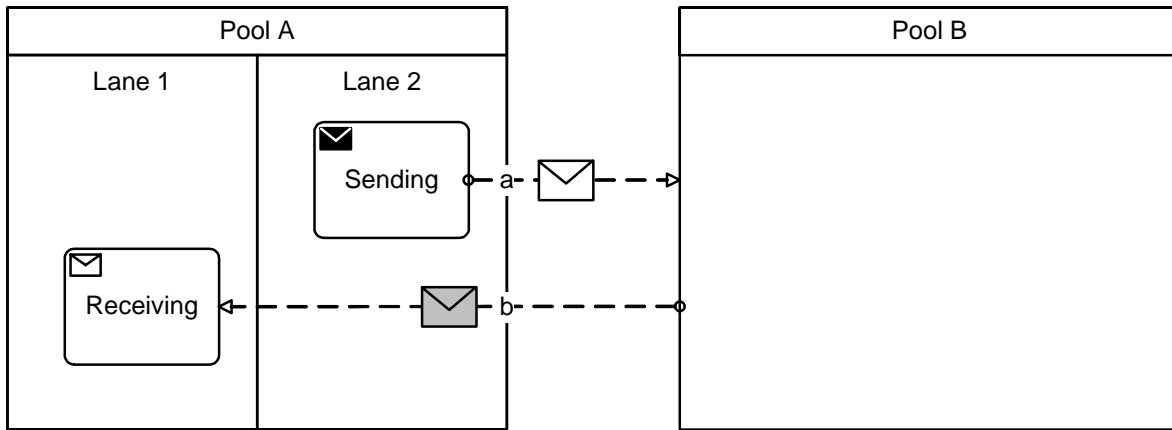 Pool A
Pool B
Lane 1
Lane 2
Sending
a
Receiving
b